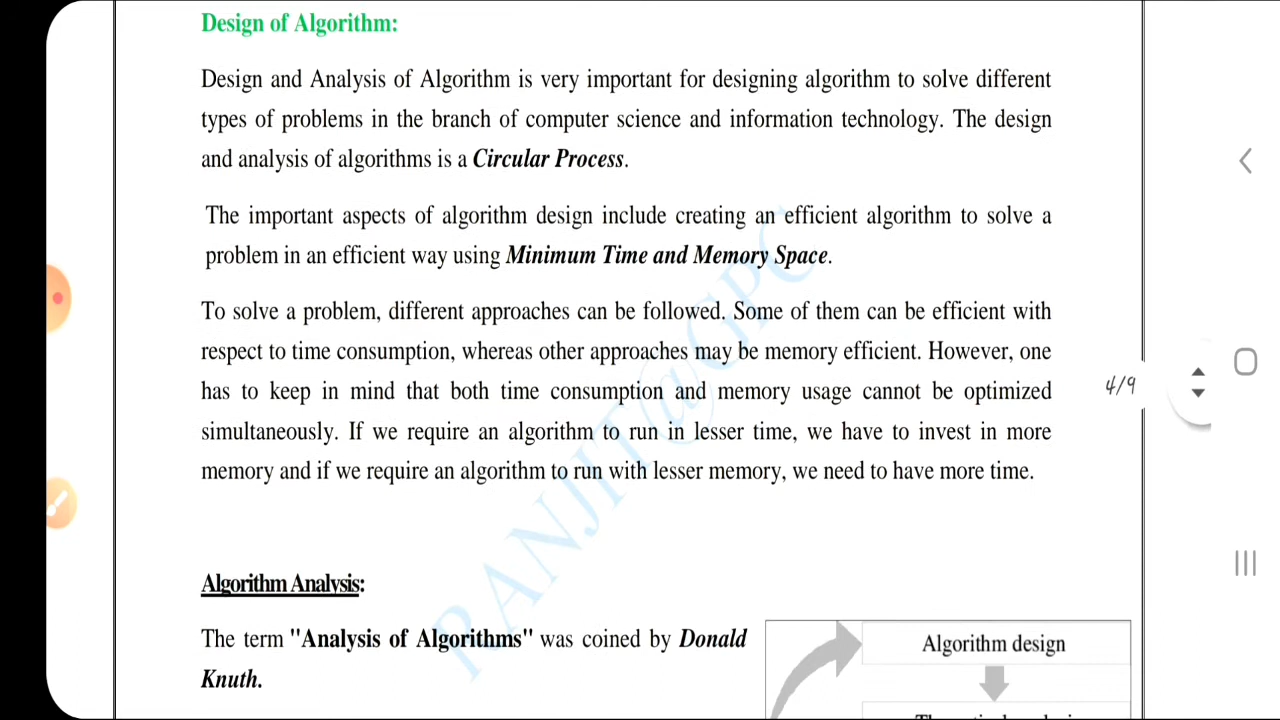 Design of Algorithm:
Design and Analysis of Algorithm is very important for designing algorithm to solve different
types of problems in the branch of computer science and information technology. The design
and analysis of algorithms is a Circular Process.
The important aspects of algorithm design include creating an efficient algorithm to solve a
problem in an efficient way using Minimum Time and Memory Space.
To solve a problem, different approaches can be followed. Some of them can be efficient with
respect to time consumption, whereas other approaches may be memory efficient. However, one
has to keep in mind that both time consumption and memory usage cannot be optimized
simultaneously. If we require an algorithm to run in lesser time, we have to invest in more
memory and if we require an algorithm to run with lesser memory, we need to have more time.
4/9
RANJIT@GPC
Algorithm Analysis:
The term "Analysis of Algorithms" was coined by Donald
Knuth.
Algorithm design